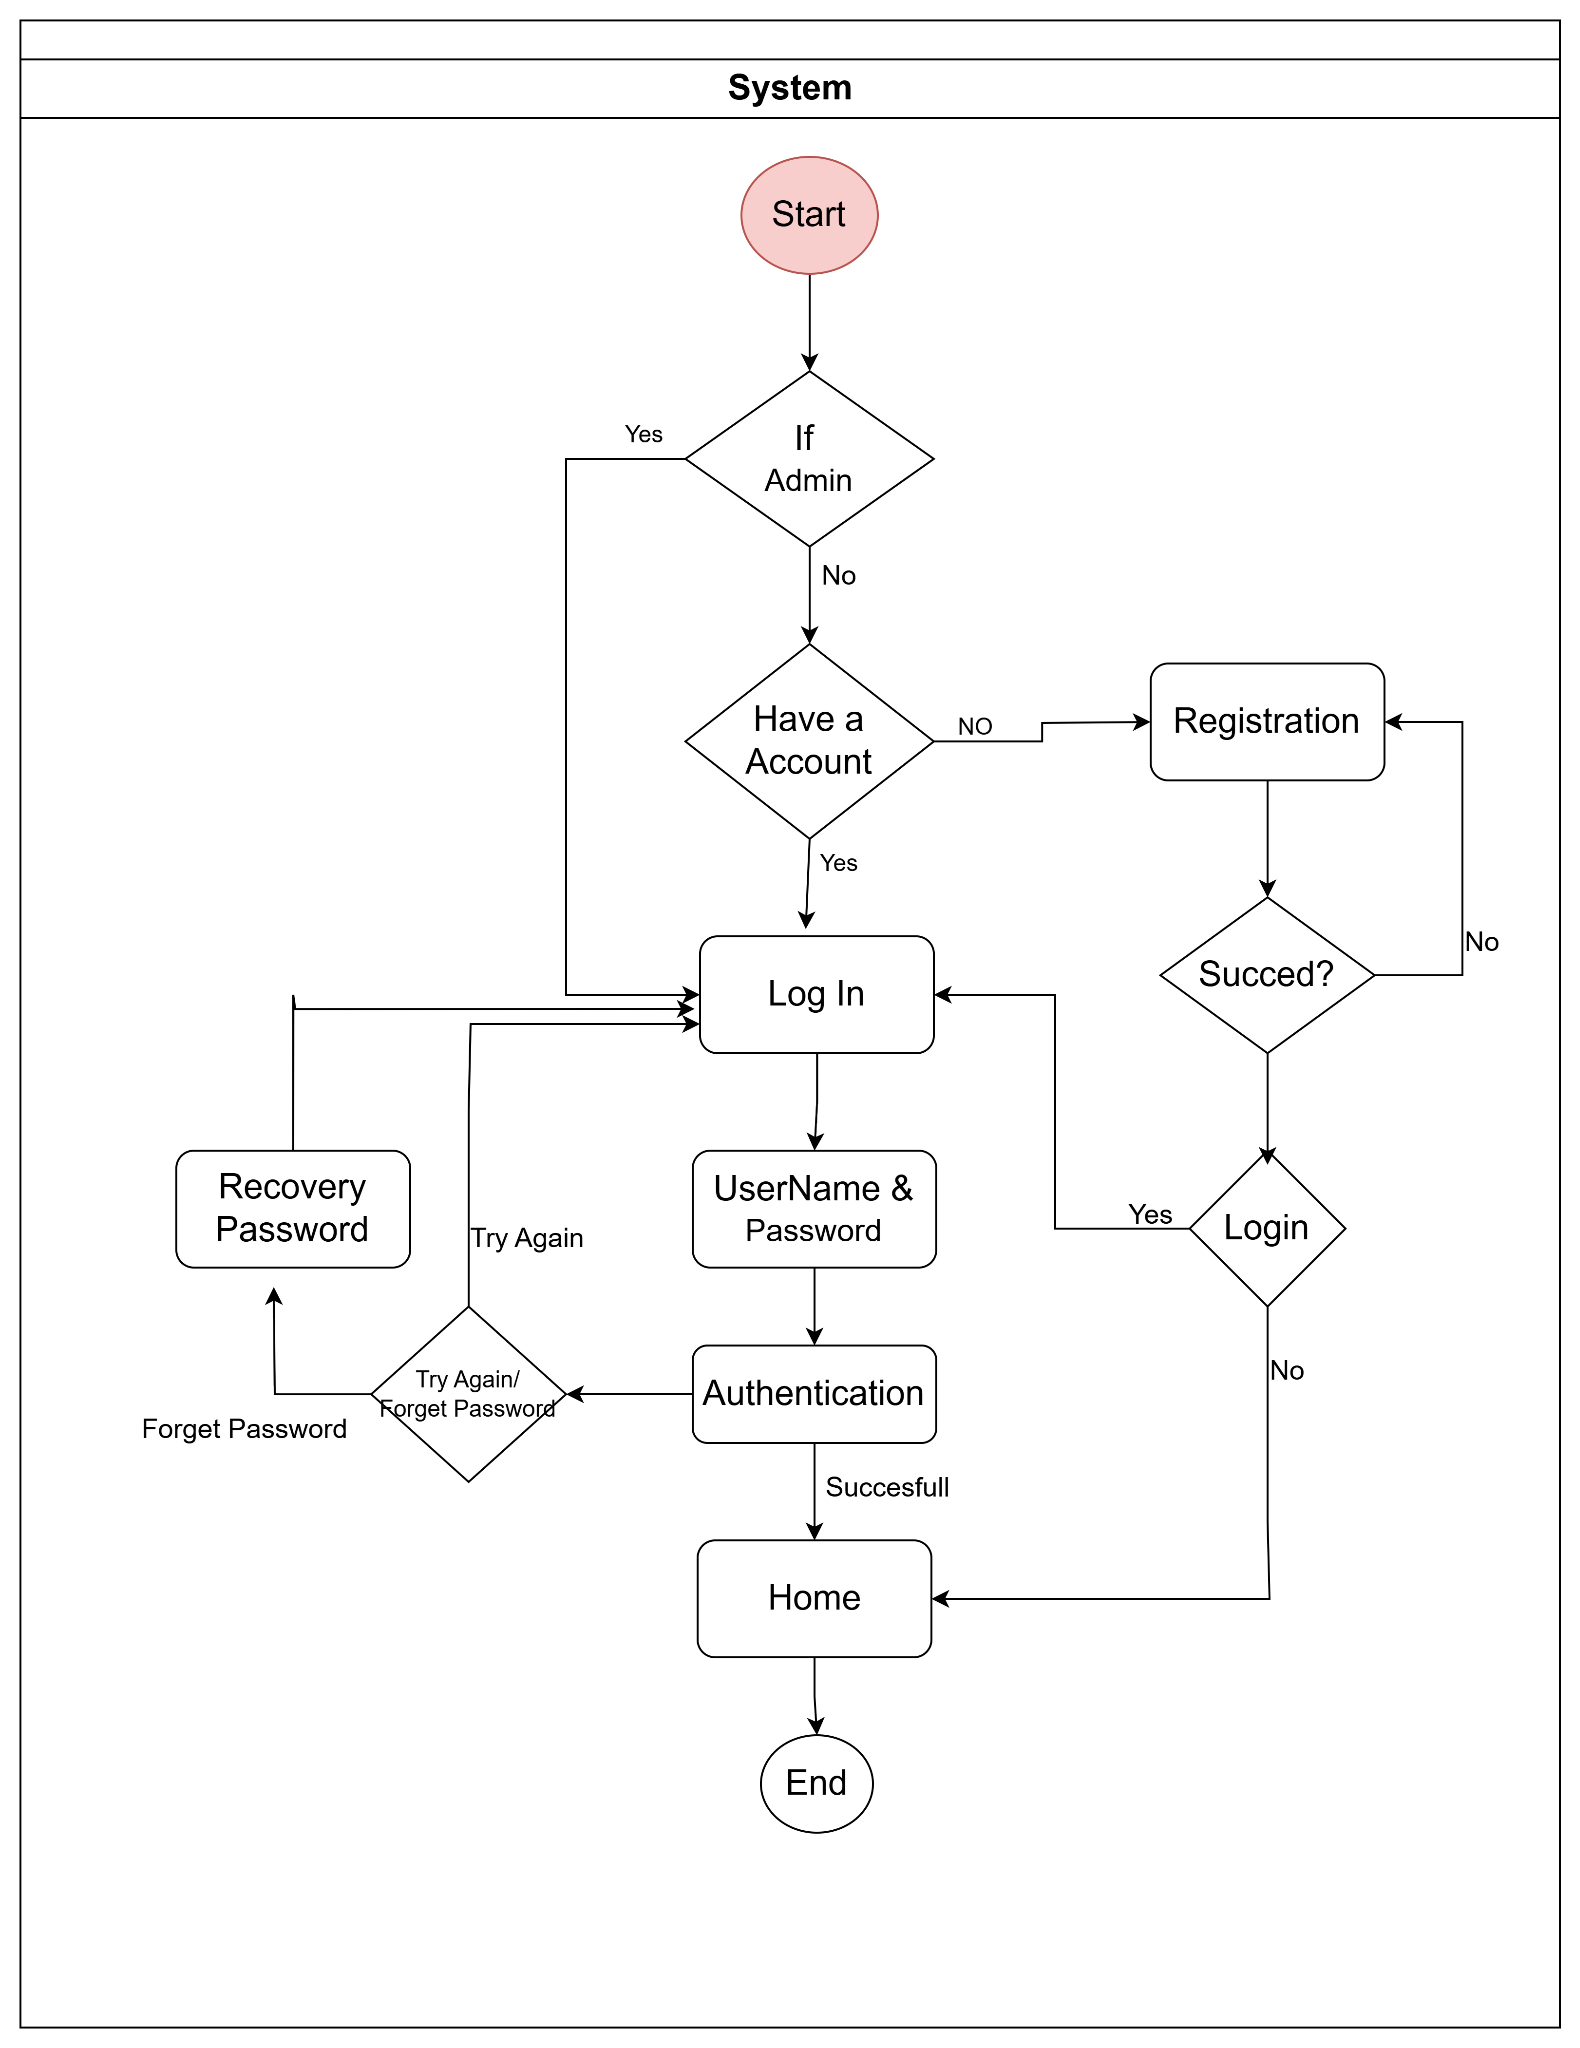 System
Start
Yes
If
Admin
No
Have a
Account
NO
Registration
Yes
Log In
Succed?
No
Recovery
Password
UserName &
Password
Try Again
Yes
Login
No
Try Again/
Forget Password
Authentication
Forget Password
Succesfull
Home
End